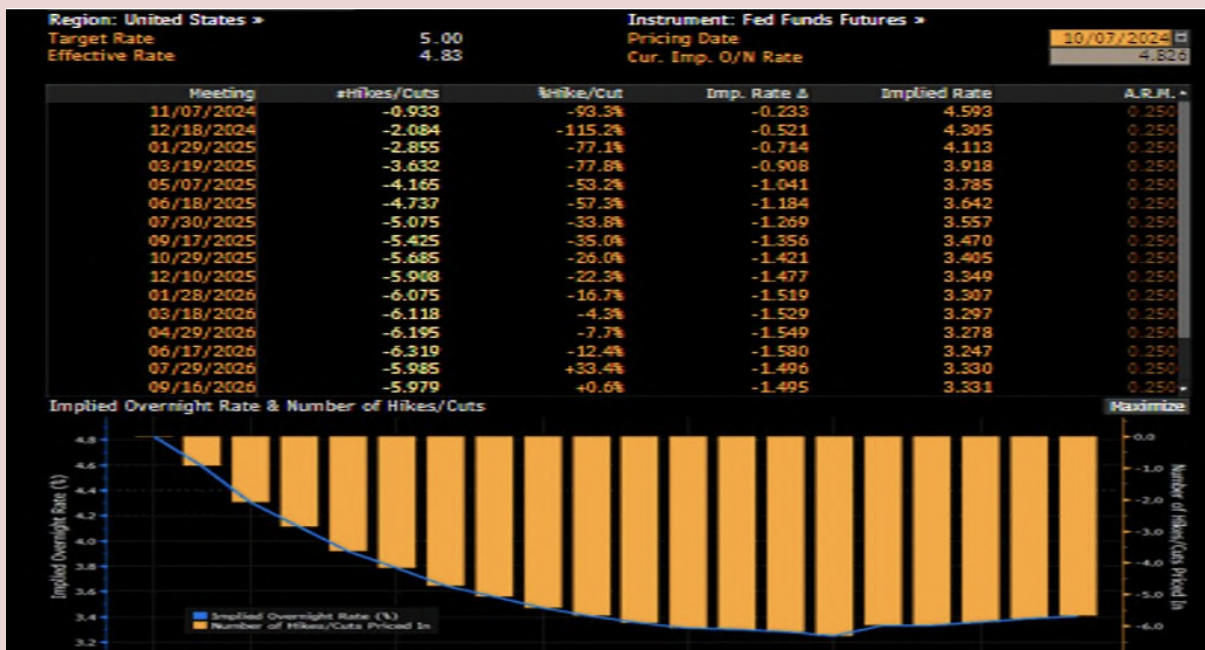 Region: United States » Instrument: Fed Funds Futures »
Target Rate 5.00 Pricing Date 10/07/2024
Effective Rate 4.83 Cur. Imp. O/N Rate 4.826
Meeting #Hikes/Cuts %Hike/Cut Imp. Rate Δ Implied Rate A.R.M.
11/07/2024 -0.933 -93.3% -0.233 4.593 0.250
12/18/2024 -2.084 -115.2% -0.521 4.305 0.250
01/29/2025 -2.855 -77.1% -0.714 4.113 0.250
03/19/2025 -3.632 -77.8% -0.908 3.918 0.250
05/07/2025 -4.165 -53.2% -1.041 3.785 0.250
06/18/2025 -4.737 -57.3% -1.184 3.642 0.250
07/30/2025 -5.075 -33.8% -1.269 3.557 0.250
09/17/2025 -5.425 -35.0% -1.356 3.470 0.250
10/29/2025 -5.685 -26.0% -1.421 3.405 0.250
12/10/2025 -5.908 -22.3% -1.477 3.349 0.250
01/28/2026 -6.075 -16.7% -1.519 3.307 0.250
03/18/2026 -6.118 -4.3% -1.529 3.297 0.250
04/29/2026 -6.195 -7.7% -1.549 3.278 0.250
06/17/2026 -6.319 -12.4% -1.580 3.247 0.250
07/29/2026 -5.985 +33.4% -1.496 3.330 0.250
09/16/2026 -5.979 +0.6% -1.495 3.331 0.250
Implied Overnight Rate & Number of Hikes/Cuts Maximize
Implied Overnight Rate (%)
4.8
4.6
4.4
4.2
4.0
3.8
3.6
3.4
3.2
Implied Overnight Rate (%)
Number of Hikes/Cuts Priced In
0.0
-1.0
-2.0
-3.0
-4.0
-5.0
-6.0
Number of Hikes/Cuts Priced In